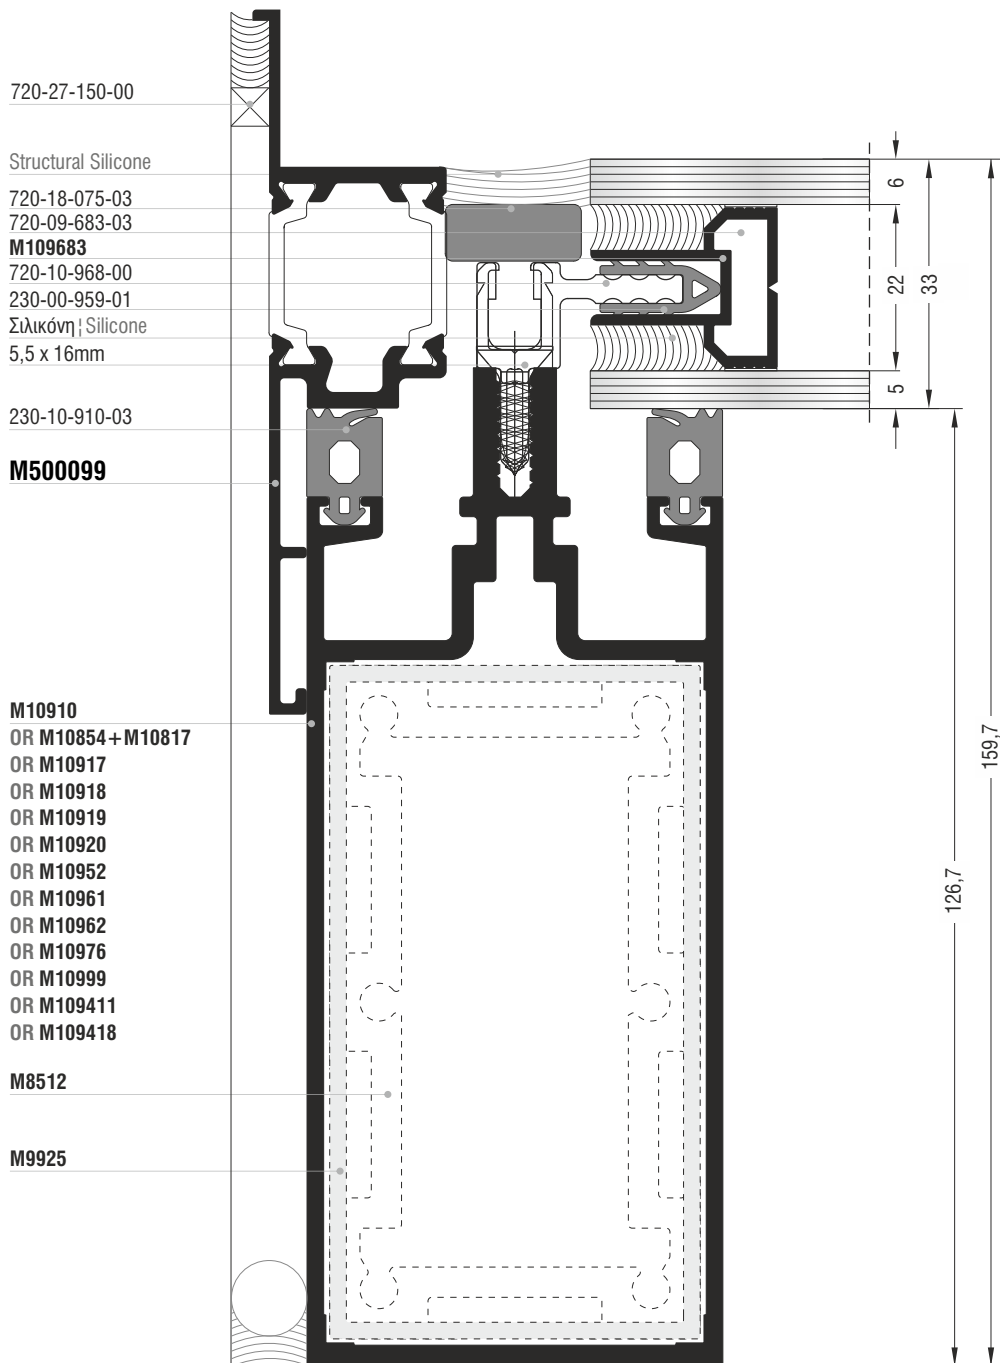 720-27-150-00
Structural Silicone
720-18-075-03
720-09-683-03
M109683
720-10-968-00
230-00-959-01
Σιλικόνη ¦ Silicone
5,5 x 16mm
230-10-910-03
M500099
M10910
OR M10854+M10817
OR M10917
OR M10918
OR M10919
OR M10920
OR M10952
OR M10961
OR M10962
OR M10976
OR M10999
OR M109411
OR M109418
M8512
M9925
6
22
33
5
159,7
126,7